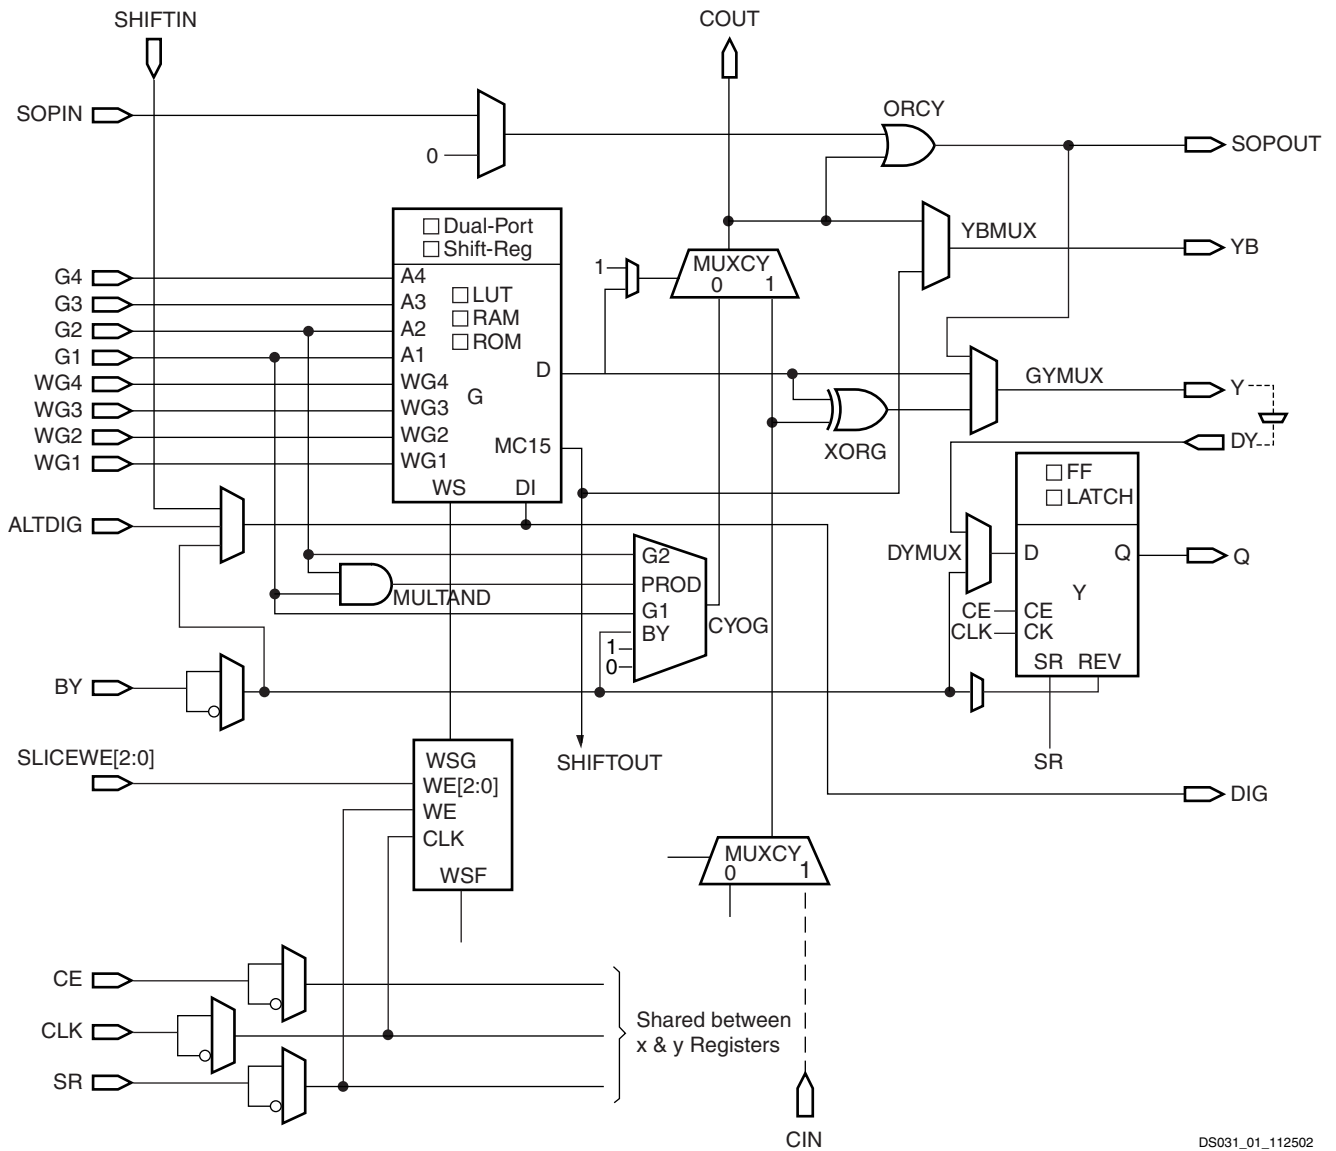 SHIFTIN
COUT
SOPIN
ORCY
0
SOPOUT
Dual-Port
Shift-Reg
YBMUX
YB
G4
A4
1
MUXCY
0 1
G3
A3
LUT
G2
A2
RAM
G1
A1
ROM
D
GYMUX
Y
WG4
WG4
G
WG3
WG3
WG2
WG2
MC15
XORG
DY
WG1
WG1
WS
DI
FF
LATCH
ALTDIG
DYMUX
D
Q
Q
G2
PROD
MULTAND
G1
CYOG
BY
1
0
Y
CE
CE
CLK
CK
SR REV
BY
SHIFTOUT
SR
SLICEWE[2:0]
WSG
WE[2:0]
WE
CLK
WSF
DIG
MUXCY
0 1
CE
CLK
SR
Shared between
x & y Registers
CIN
DS031_01_112502